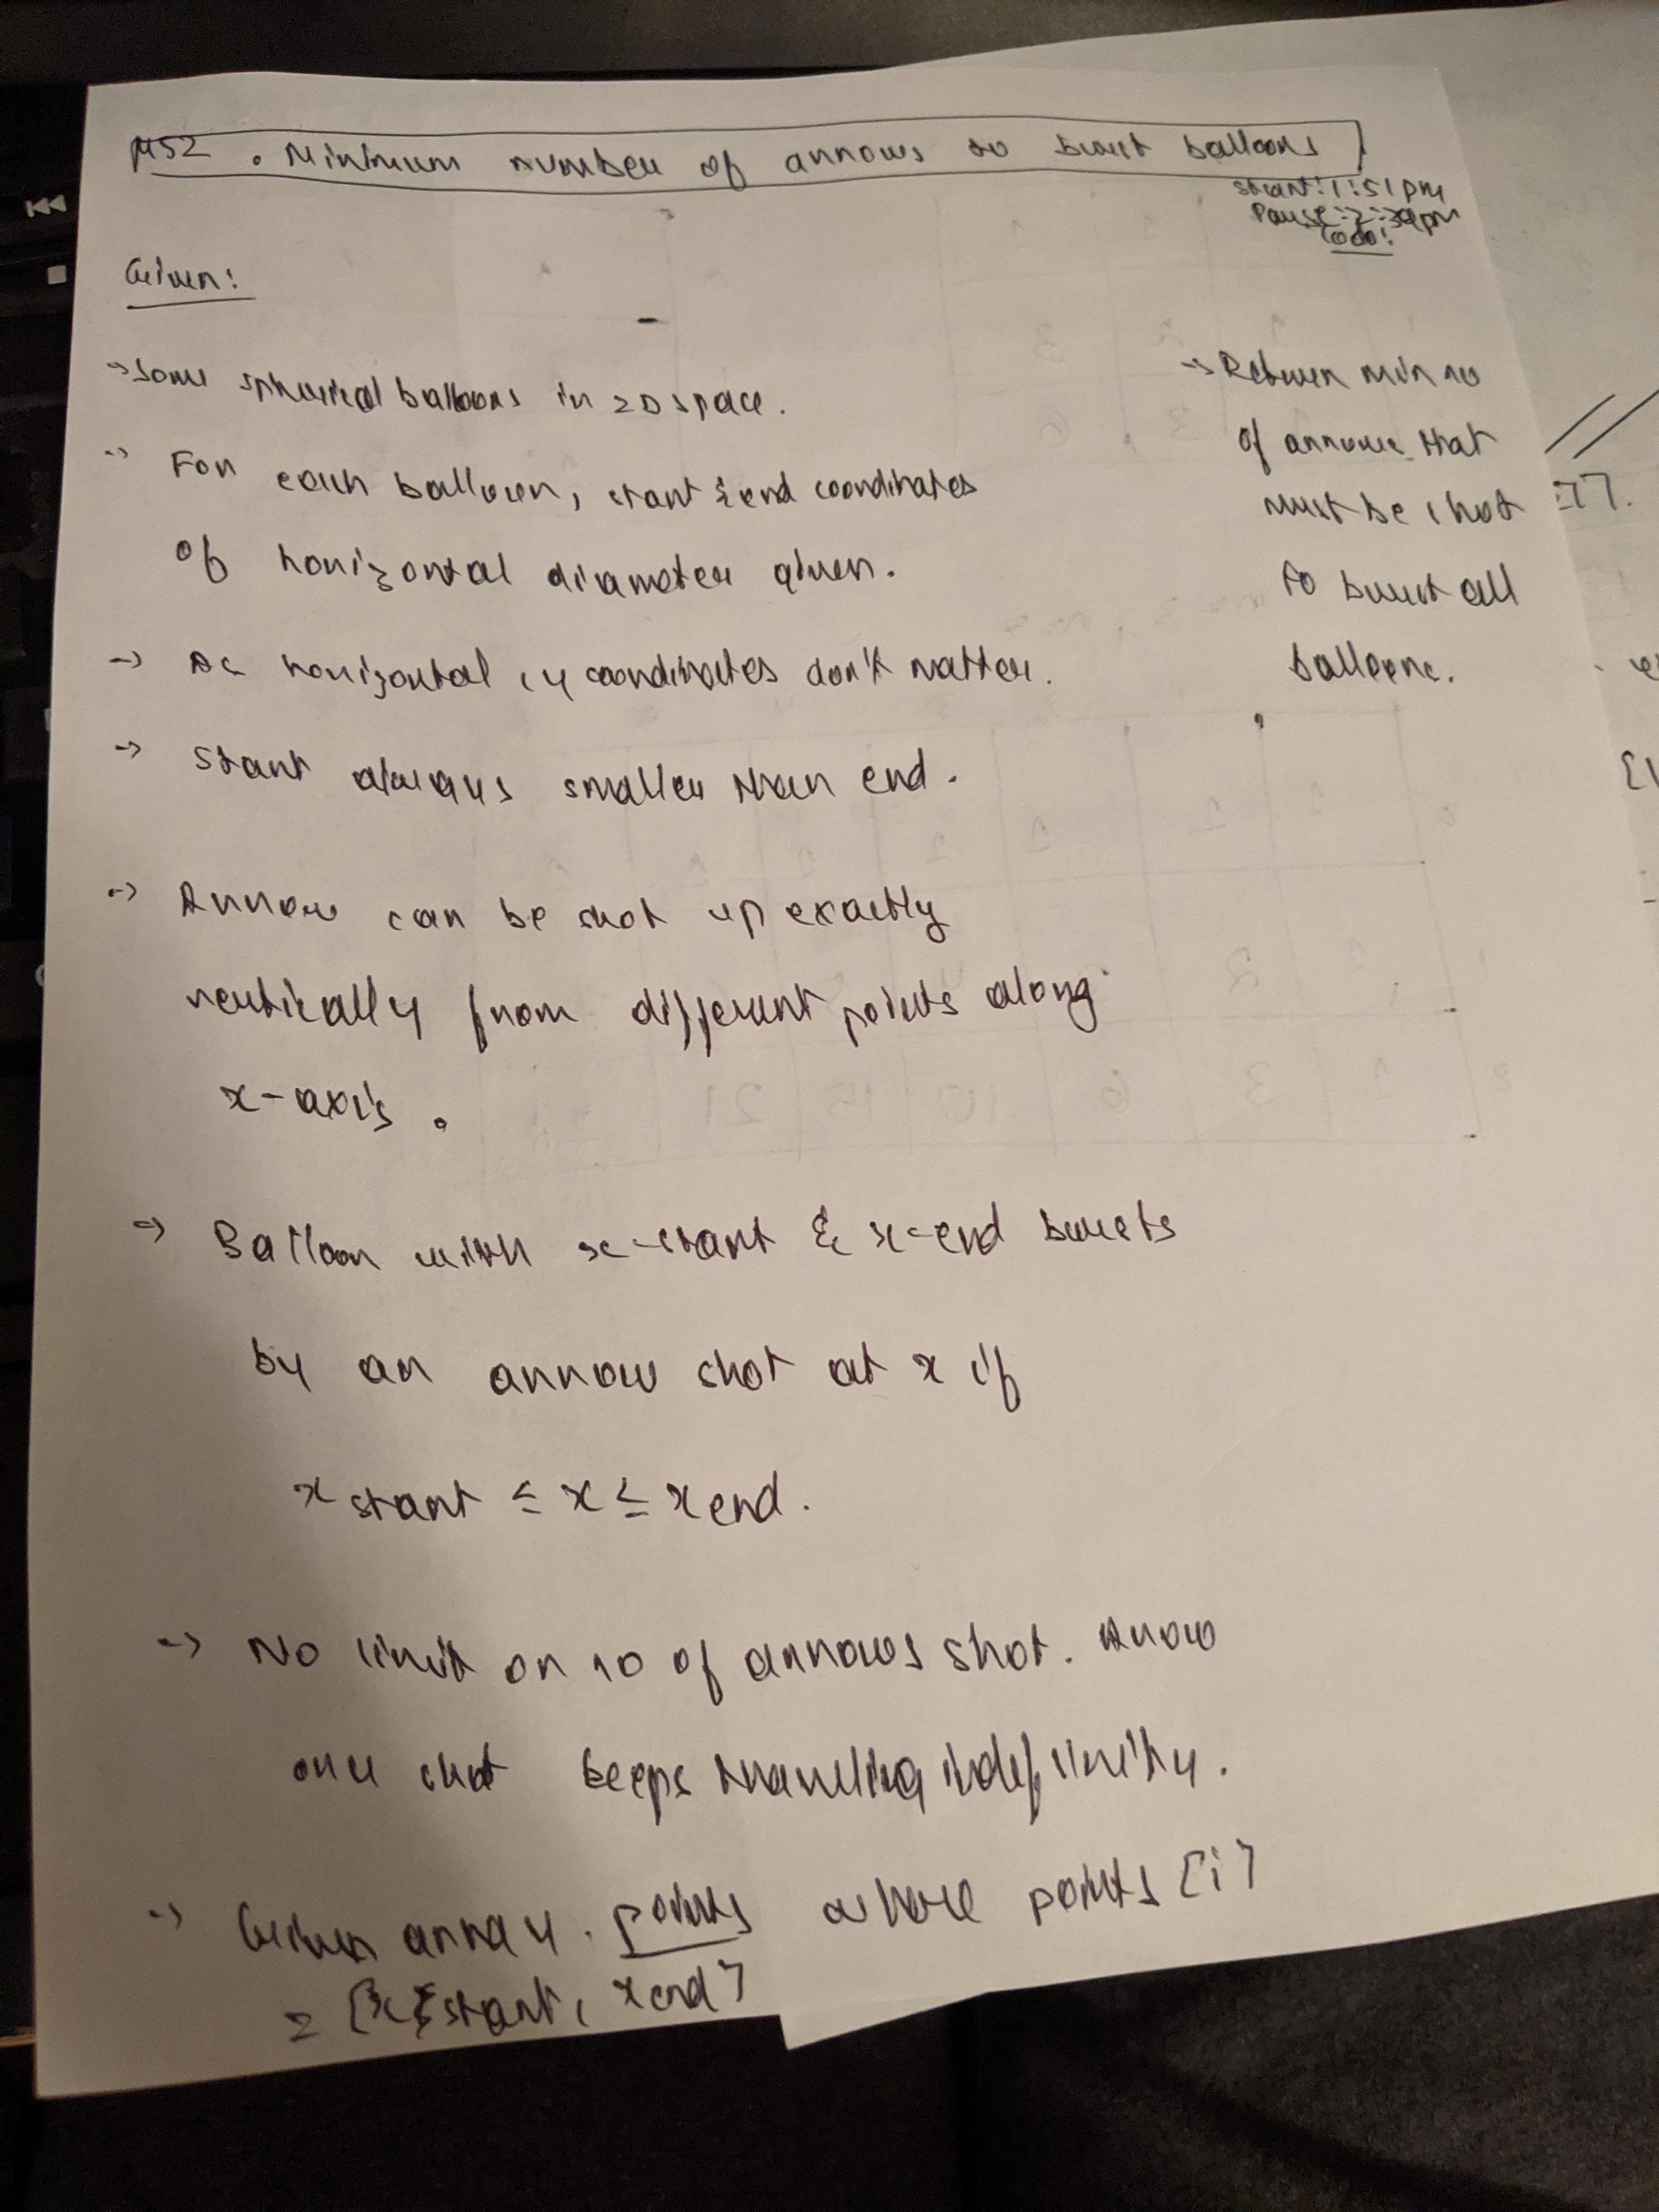 452. Minimum number of arrows to burst balloons
start: 1:51 pm
Pause: 2:39pm
Todo!
Given:
→ Some spherical balloons in 2D space.
→ For each balloon, start & end coordinates
of horizontal diameter given.
→ As horizontal, y coordinates don't matter.
→ Start always smaller than end.
→ Arrow can be shot up exactly
vertically from different points along
x-axis.
→ Balloon with x-start & x-end bursts
by an arrow shot at x if
x start ≤ x ≤ x end.
→ No limit on no of arrows shot. Arrow
once shot keeps traveling indefinitely.
→ Given array. points where points [i]
= [x start, x end]
→ Return min no
of arrows that
must be shot
to burst all
balloons.